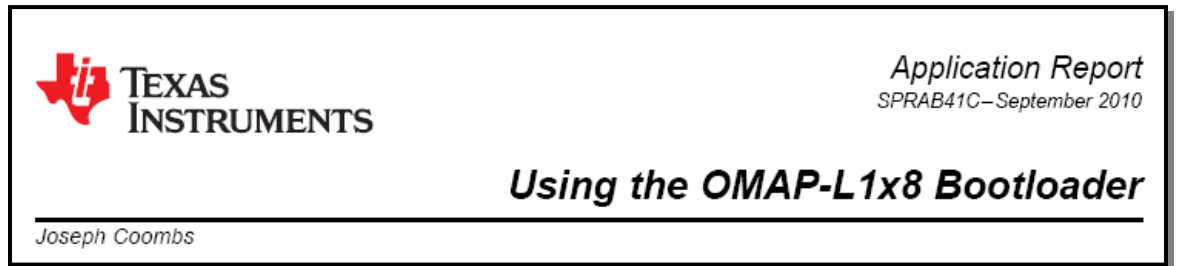 TEXAS
INSTRUMENTS
Application Report
SPRAB41C–September 2010
Using the OMAP-L1x8 Bootloader
Joseph Coombs